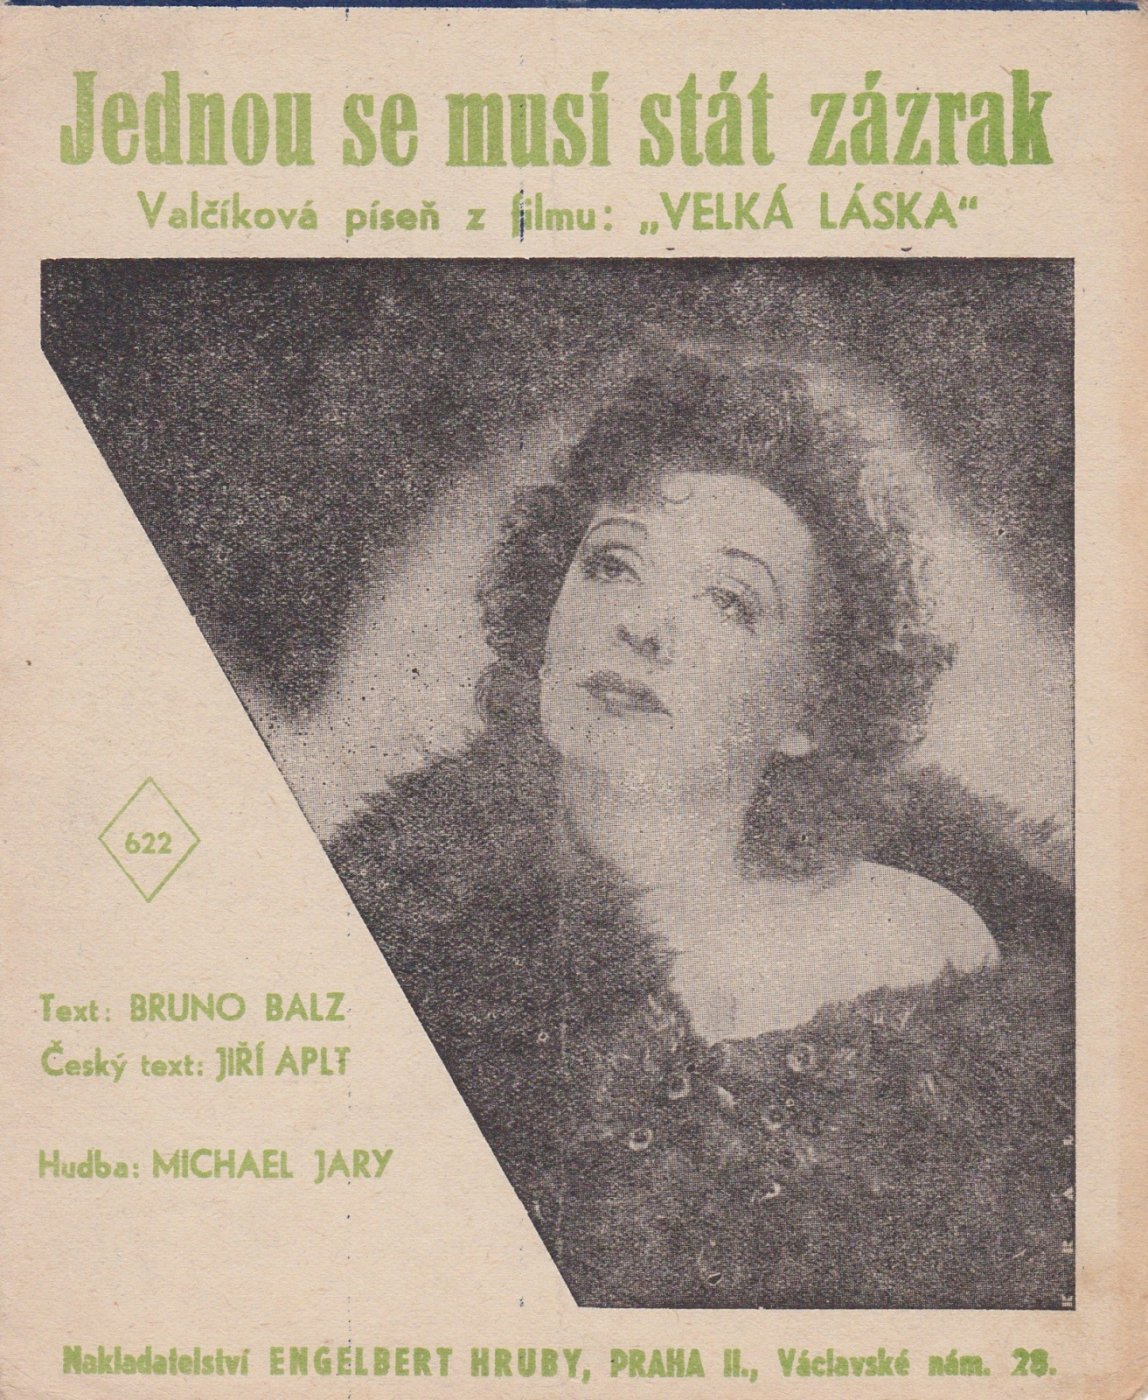 Jednou se musí stát zázrak
Valčíková píseň z filmu: „VELKÁ LÁSKA“
622
Text: BRUNO BALZ
Český text: JIŘÍ APLT
Hudba: MICHAEL JARY
Nakladatelství ENGELBERT HRUBY, PRAHA II., Václavské nám. 28.